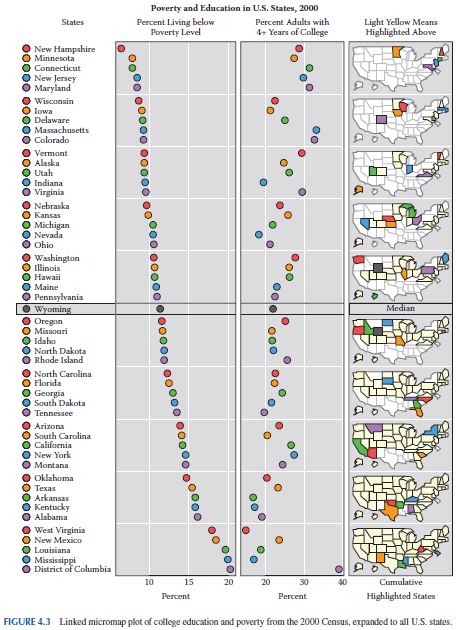 Poverty and Education in U.S. States, 2000
States
Percent Living below
Poverty Level
Percent Adults with
4+ Years of College
Light Yellow Means
Highlighted Above
New Hampshire
Minnesota
Connecticut
New Jersey
Maryland
Wisconsin
Iowa
Delaware
Massachusetts
Colorado
Vermont
Alaska
Utah
Indiana
Virginia
Nebraska
Kansas
Michigan
Nevada
Ohio
Washington
Illinois
Hawaii
Maine
Pennsylvania
Wyoming
Median
Oregon
Missouri
Idaho
North Dakota
Rhode Island
North Carolina
Florida
Georgia
South Dakota
Tennessee
Arizona
South Carolina
California
New York
Montana
Oklahoma
Texas
Arkansas
Kentucky
Alabama
West Virginia
New Mexico
Louisiana
Mississippi
District of Columbia
10 15 20
20 30 40
Cumulative
Percent
Percent
Highlighted States
FIGURE 4.3 Linked micromap plot of college education and poverty from the 2000 Census, expanded to all U.S. states.